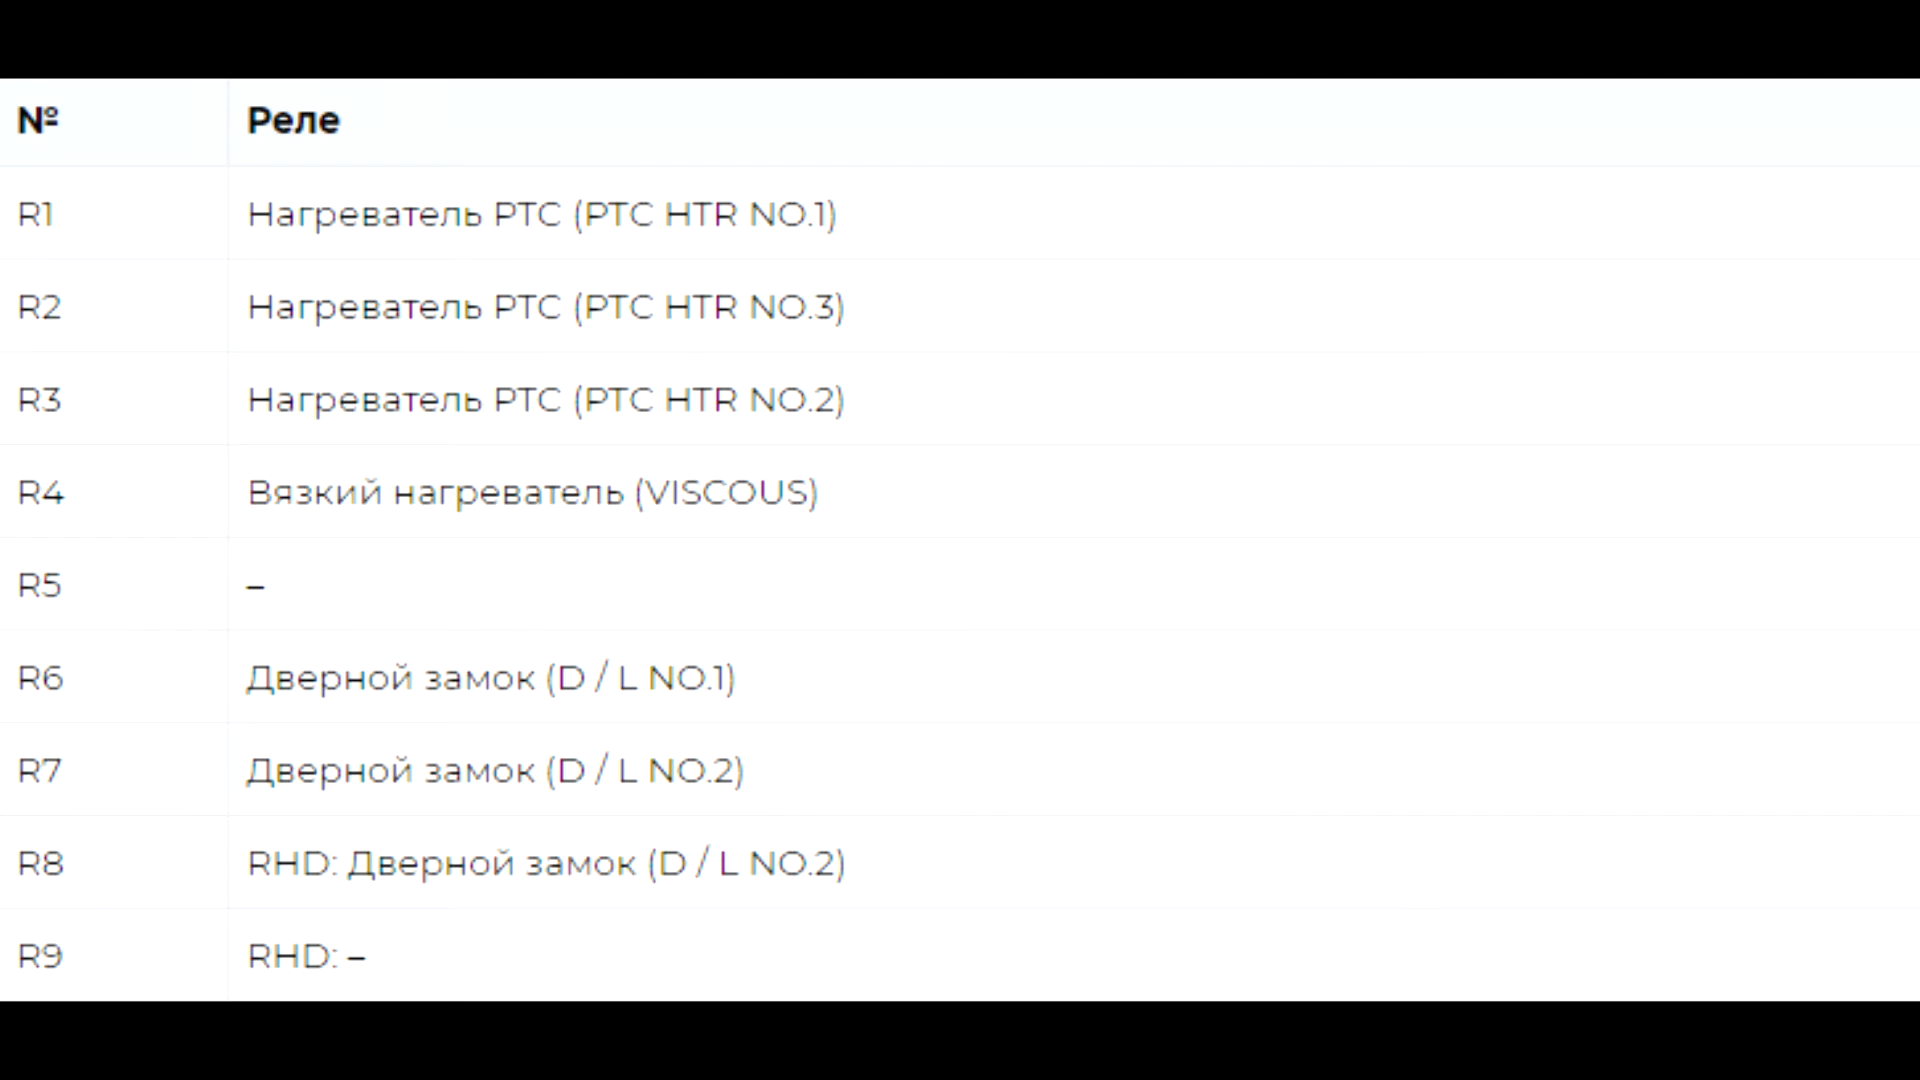 № Реле
R1 Нагреватель PTC (PTC HTR NO.1)
R2 Нагреватель PTC (PTC HTR NO.3)
R3 Нагреватель PTC (PTC HTR NO.2)
R4 Вязкий нагреватель (VISCOUS)
R5 –
R6 Дверной замок (D / L NO.1)
R7 Дверной замок (D / L NO.2)
R8 RHD: Дверной замок (D / L NO.2)
R9 RHD: –